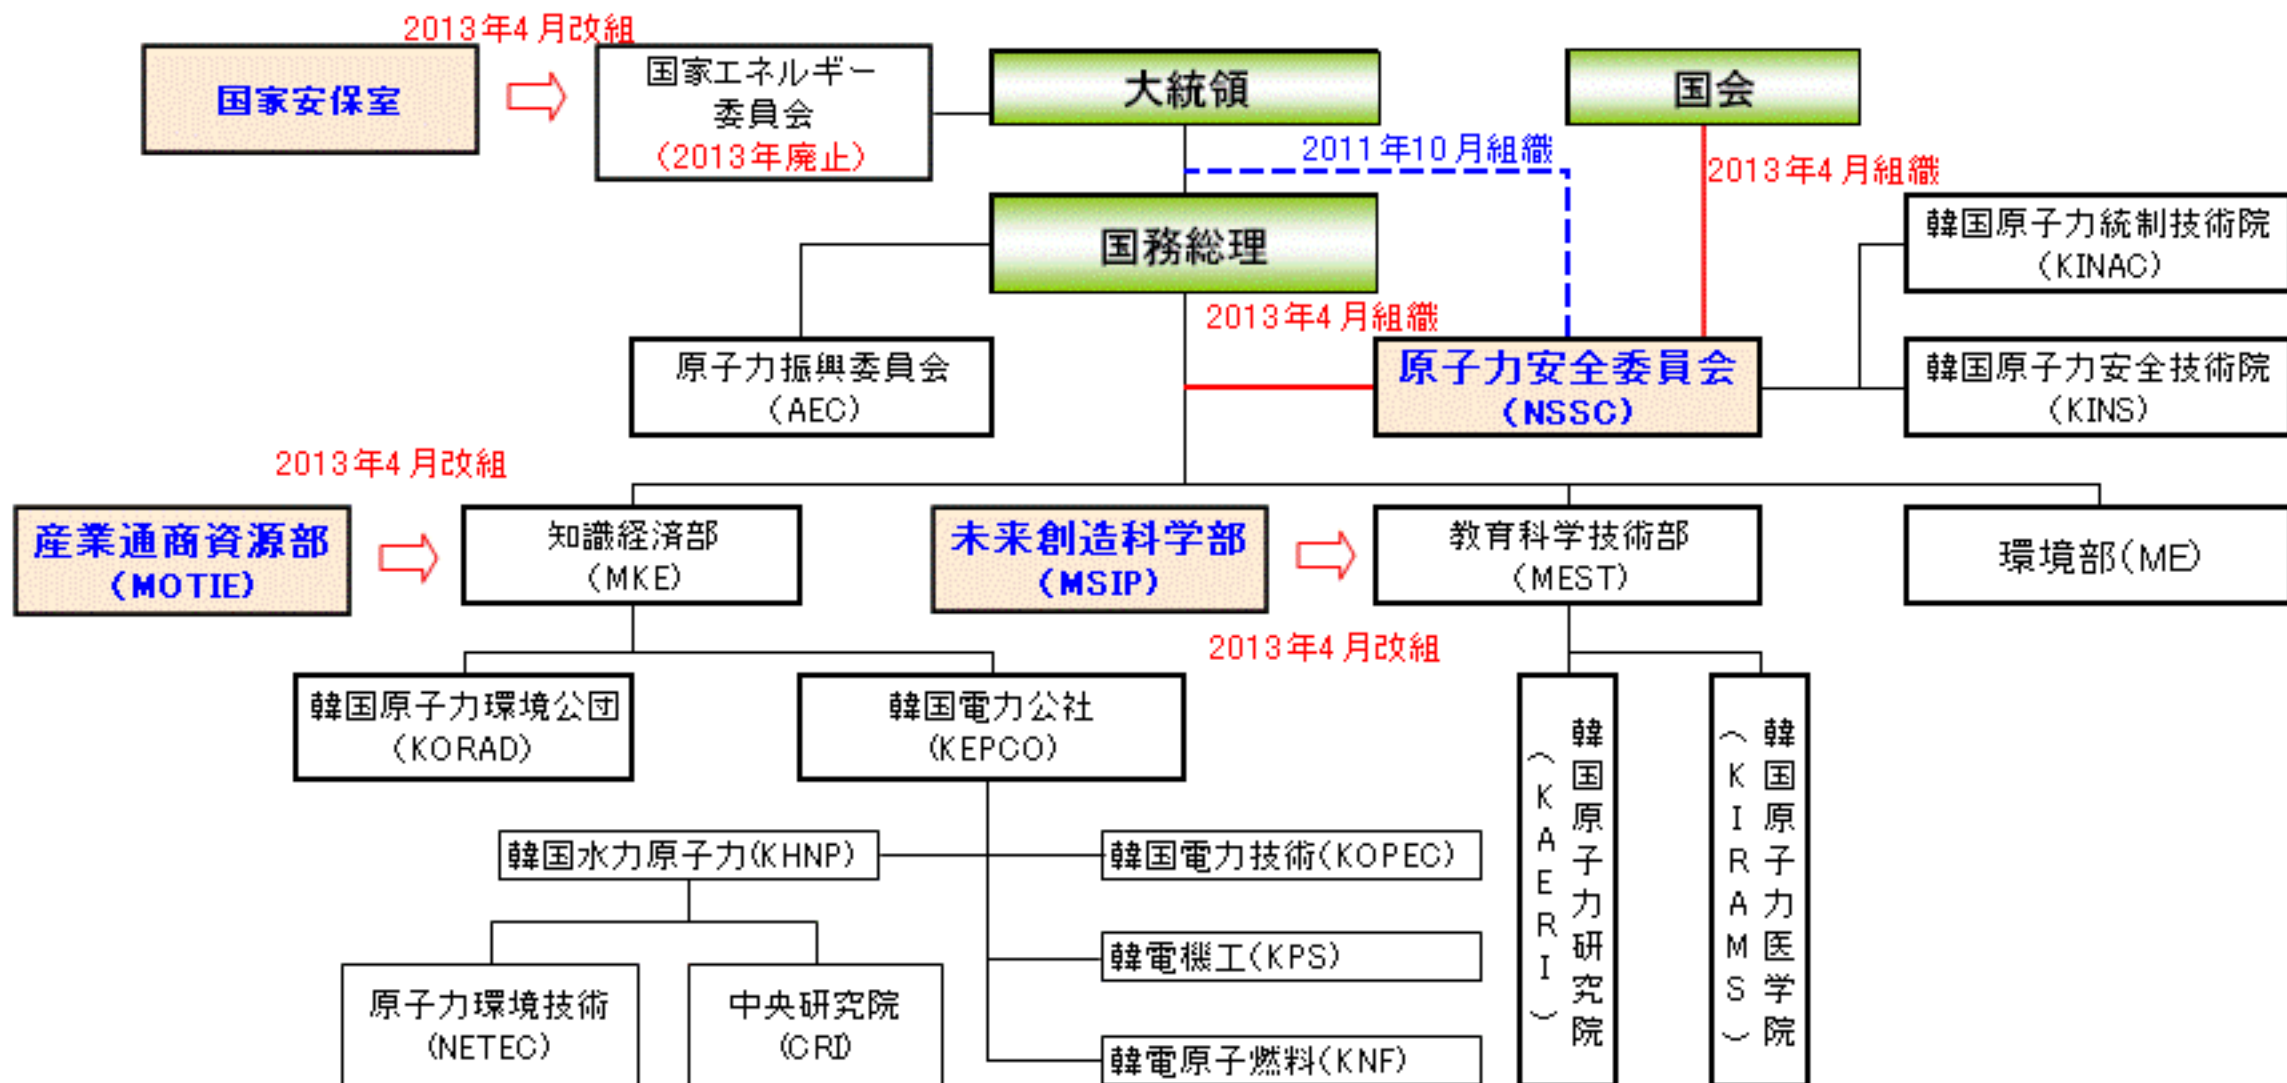 2013年4月改組
国家安保室
国家エネルギー
委員会
(2013年廃止)
大統領
国会
2011年10月組織
2013年4月組織
国務総理
韓国原子力統制技術院
(KINAC)
2013年4月組織
原子力振興委員会
(AEC)
原子力安全委員会
(NSSC)
韓国原子力安全技術院
(KINS)
2013年4月改組
産業通商資源部
(MOTIE)
知識経済部
(MKE)
未来創造科学部
(MSIP)
教育科学技術部
(MEST)
環境部(ME)
2013年4月改組
韓国原子力環境公団
(KORAD)
韓国電力公社
(KEPCO)
韓国原子力研究院
(KAERI)
韓国原子力医学院
(KIRAMS)
韓国水力原子力(KHNP)
韓国電力技術(KOPEC)
韓電機工(KPS)
原子力環境技術
(NETEC)
中央研究院
(CRI)
韓電原子燃料(KNF)